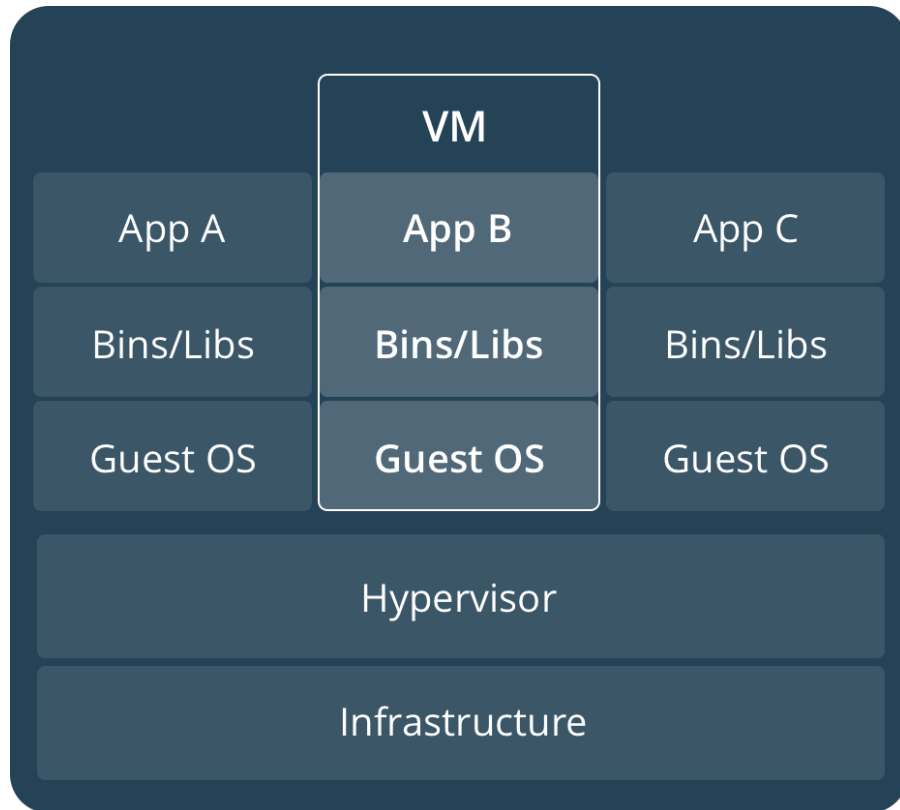 VM
App A
App B
App C
Bins/Libs
Bins/Libs
Bins/Libs
Guest OS
Guest OS
Guest OS
Hypervisor
Infrastructure